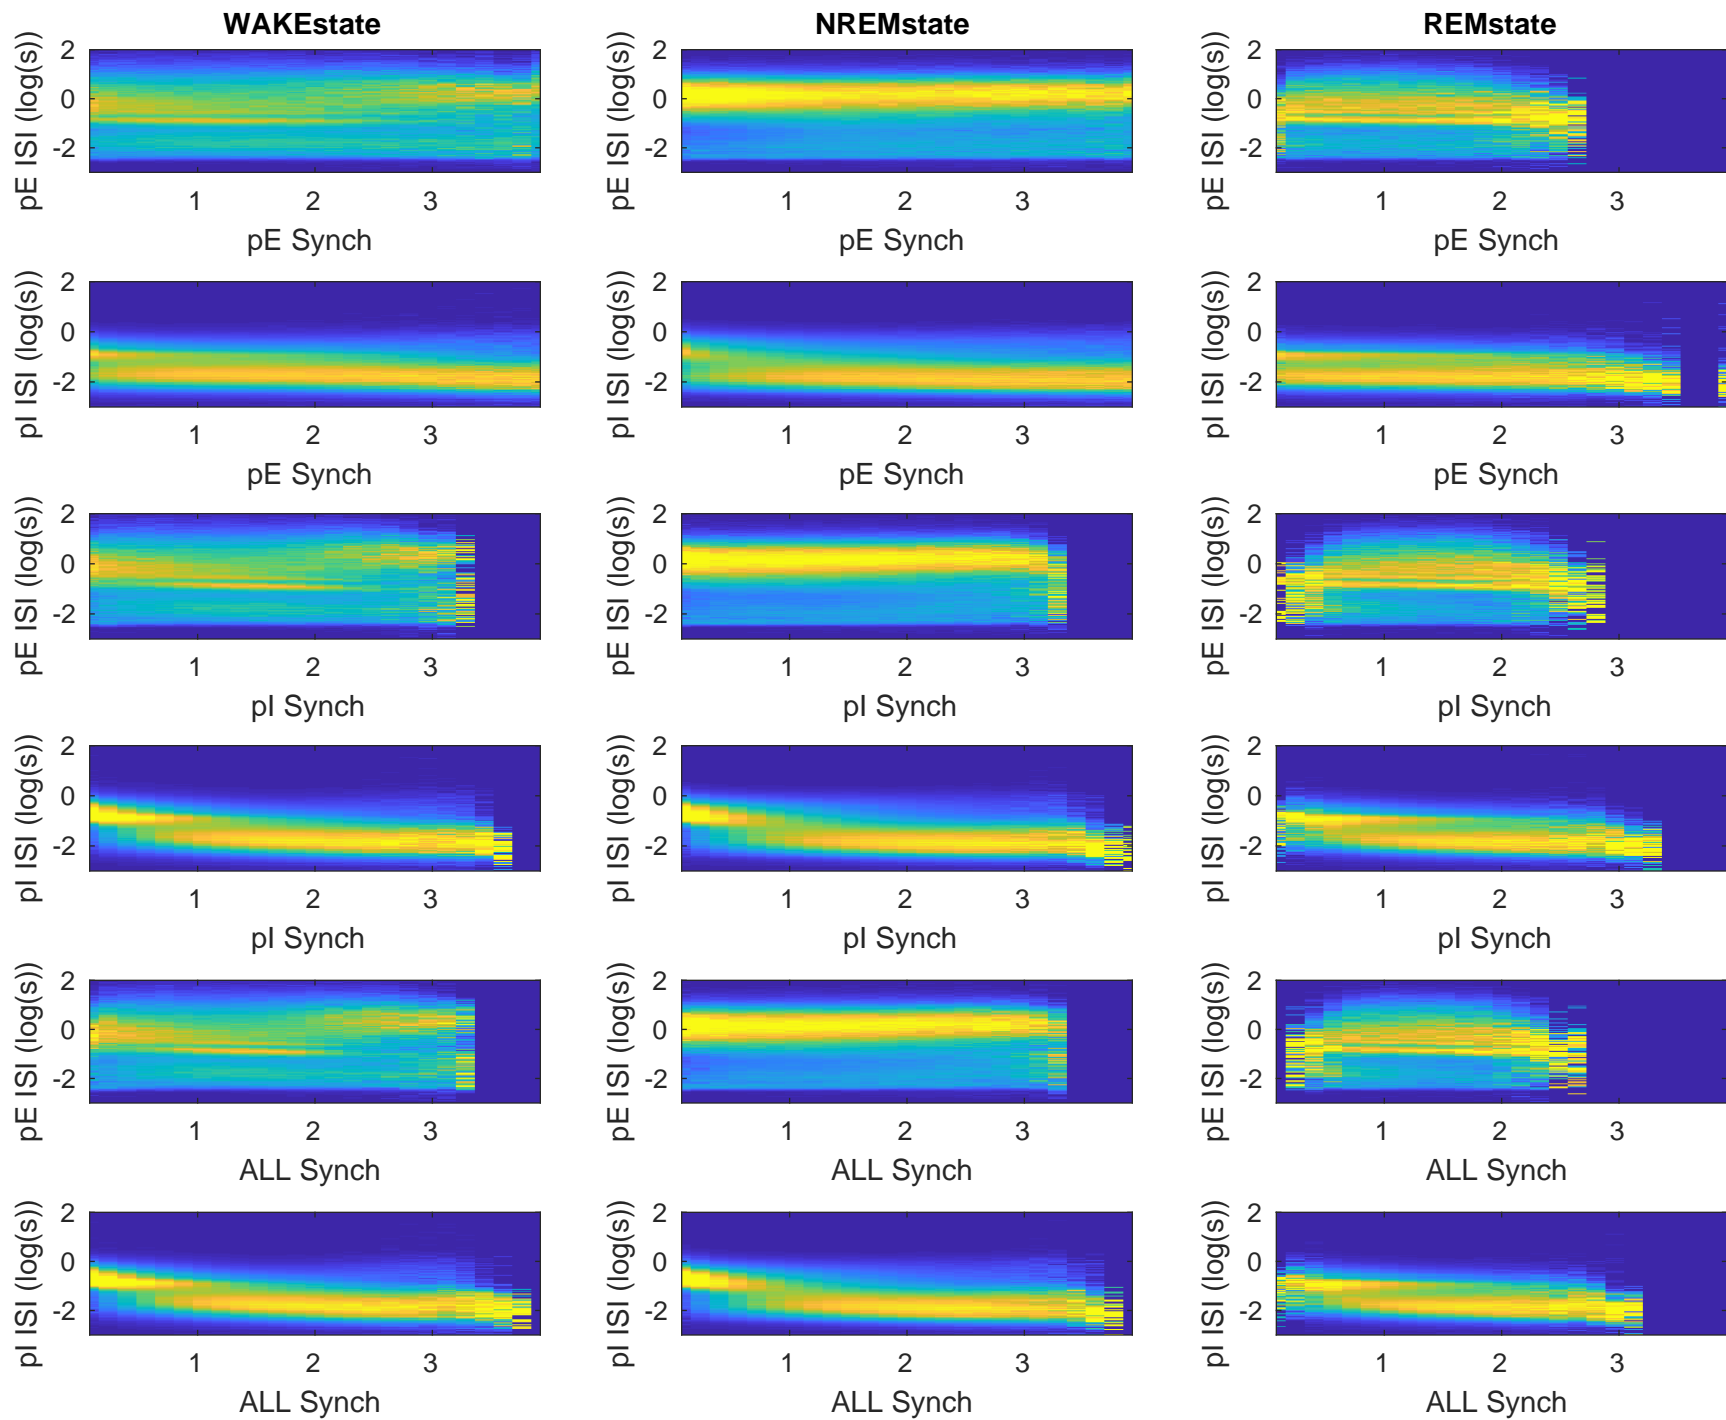 WAKEstate NREMstate REMstate
pE ISI (log(s)) 2 0 -2 pE ISI (log(s)) 2 0 -2 pE ISI (log(s)) 2 0 -2
1 2 3 1 2 3 1 2 3
pE Synch pE Synch pE Synch
pI ISI (log(s)) 2 0 -2 pI ISI (log(s)) 2 0 -2 pI ISI (log(s)) 2 0 -2
1 2 3 1 2 3 1 2 3
pE Synch pE Synch pE Synch
pE ISI (log(s)) 2 0 -2 pE ISI (log(s)) 2 0 -2 pE ISI (log(s)) 2 0 -2
1 2 3 1 2 3 1 2 3
pI Synch pI Synch pI Synch
pI ISI (log(s)) 2 0 -2 pI ISI (log(s)) 2 0 -2 pI ISI (log(s)) 2 0 -2
1 2 3 1 2 3 1 2 3
pI Synch pI Synch pI Synch
pE ISI (log(s)) 2 0 -2 pE ISI (log(s)) 2 0 -2 pE ISI (log(s)) 2 0 -2
1 2 3 1 2 3 1 2 3
ALL Synch ALL Synch ALL Synch
pI ISI (log(s)) 2 0 -2 pI ISI (log(s)) 2 0 -2 pI ISI (log(s)) 2 0 -2
1 2 3 1 2 3 1 2 3
ALL Synch ALL Synch ALL Synch